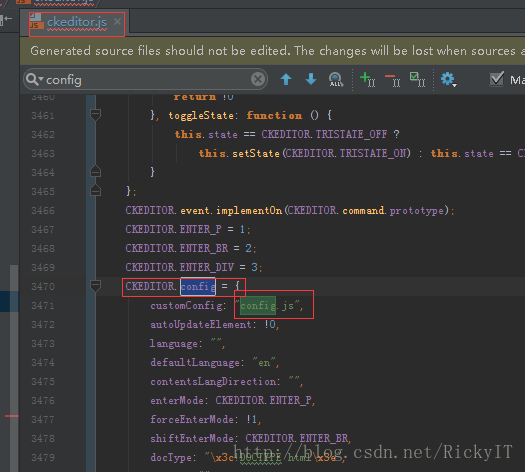 ckeditor.js
Generated source files should not be edited. The changes will be lost when sources a
config
ALL
Ma
3460 return !0
3461 }, toggleState: function () {
3462 this.state == CKEDITOR.TRISTATE_OFF ?
3463 this.setState(CKEDITOR.TRISTATE_ON) : this.state == CK
3464 }
3465 };
3466 CKEDITOR.event.implementOn(CKEDITOR.command.prototype);
3467 CKEDITOR.ENTER_P = 1;
3468 CKEDITOR.ENTER_BR = 2;
3469 CKEDITOR.ENTER_DIV = 3;
3470 CKEDITOR.config = {
3471 customConfig: "config.js",
3472 autoUpdateElement: !0,
3473 language: "",
3474 defaultLanguage: "en",
3475 contentsLangDirection: "",
3476 enterMode: CKEDITOR.ENTER_P,
3477 forceEnterMode: !1,
3478 shiftEnterMode: CKEDITOR.ENTER_BR,
3479 docType: "\x3c!DOCTYPE html\x3e",
http://blog.csdn.net/RickyIT